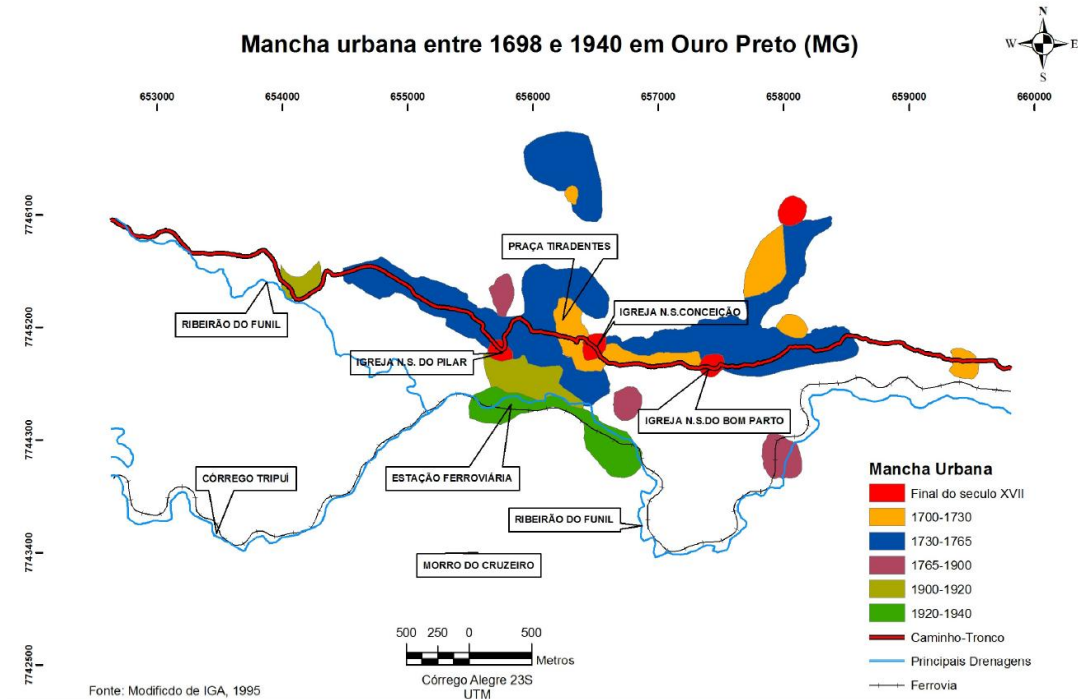 Mancha urbana entre 1698 e 1940 em Ouro Preto (MG)
N
W E
S
653000 654000 655000 656000 657000 658000 659000 660000
7746100
7745200
7744300
7743400
7742500
PRAÇA TIRADENTES
IGREJA N.S.CONCEIÇÃO
RIBEIRÃO DO FUNIL
IGREJA N.S. DO PILAR
IGREJA N.S.DO BOM PARTO
CÓRREGO TRIPUÍ
ESTAÇÃO FERROVIÁRIA
RIBEIRÃO DO FUNIL
MORRO DO CRUZEIRO
Mancha Urbana
Final do seculo XVII
1700-1730
1730-1765
1765-1900
1900-1920
1920-1940
Caminho-Tronco
Principais Drenagens
Ferrovia
500 250 0 500
Metros
Córrego Alegre 23S
UTM
Fonte: Modificdo de IGA, 1995